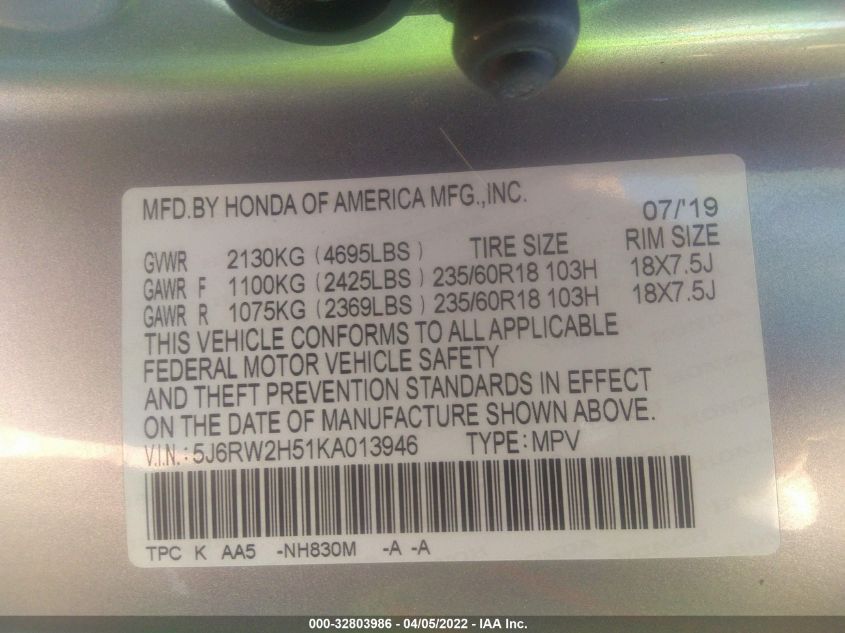 MFD.BY HONDA OF AMERICA MFG.,INC. 07/'19
GVWR 2130KG (4695LBS) TIRE SIZE RIM SIZE
GAWR F 1100KG (2425LBS) 235/60R18 103H 18X7.5J
GAWR R 1075KG (2369LBS) 235/60R18 103H 18X7.5J
THIS VEHICLE CONFORMS TO ALL APPLICABLE
FEDERAL MOTOR VEHICLE SAFETY
AND THEFT PREVENTION STANDARDS IN EFFECT
ON THE DATE OF MANUFACTURE SHOWN ABOVE.
V.I.N.: 5J6RW2H51KA013946 TYPE: MPV
TPC K AA5 -NH830M -A -A
000-32803986 - 04/05/2022 - IAA Inc.